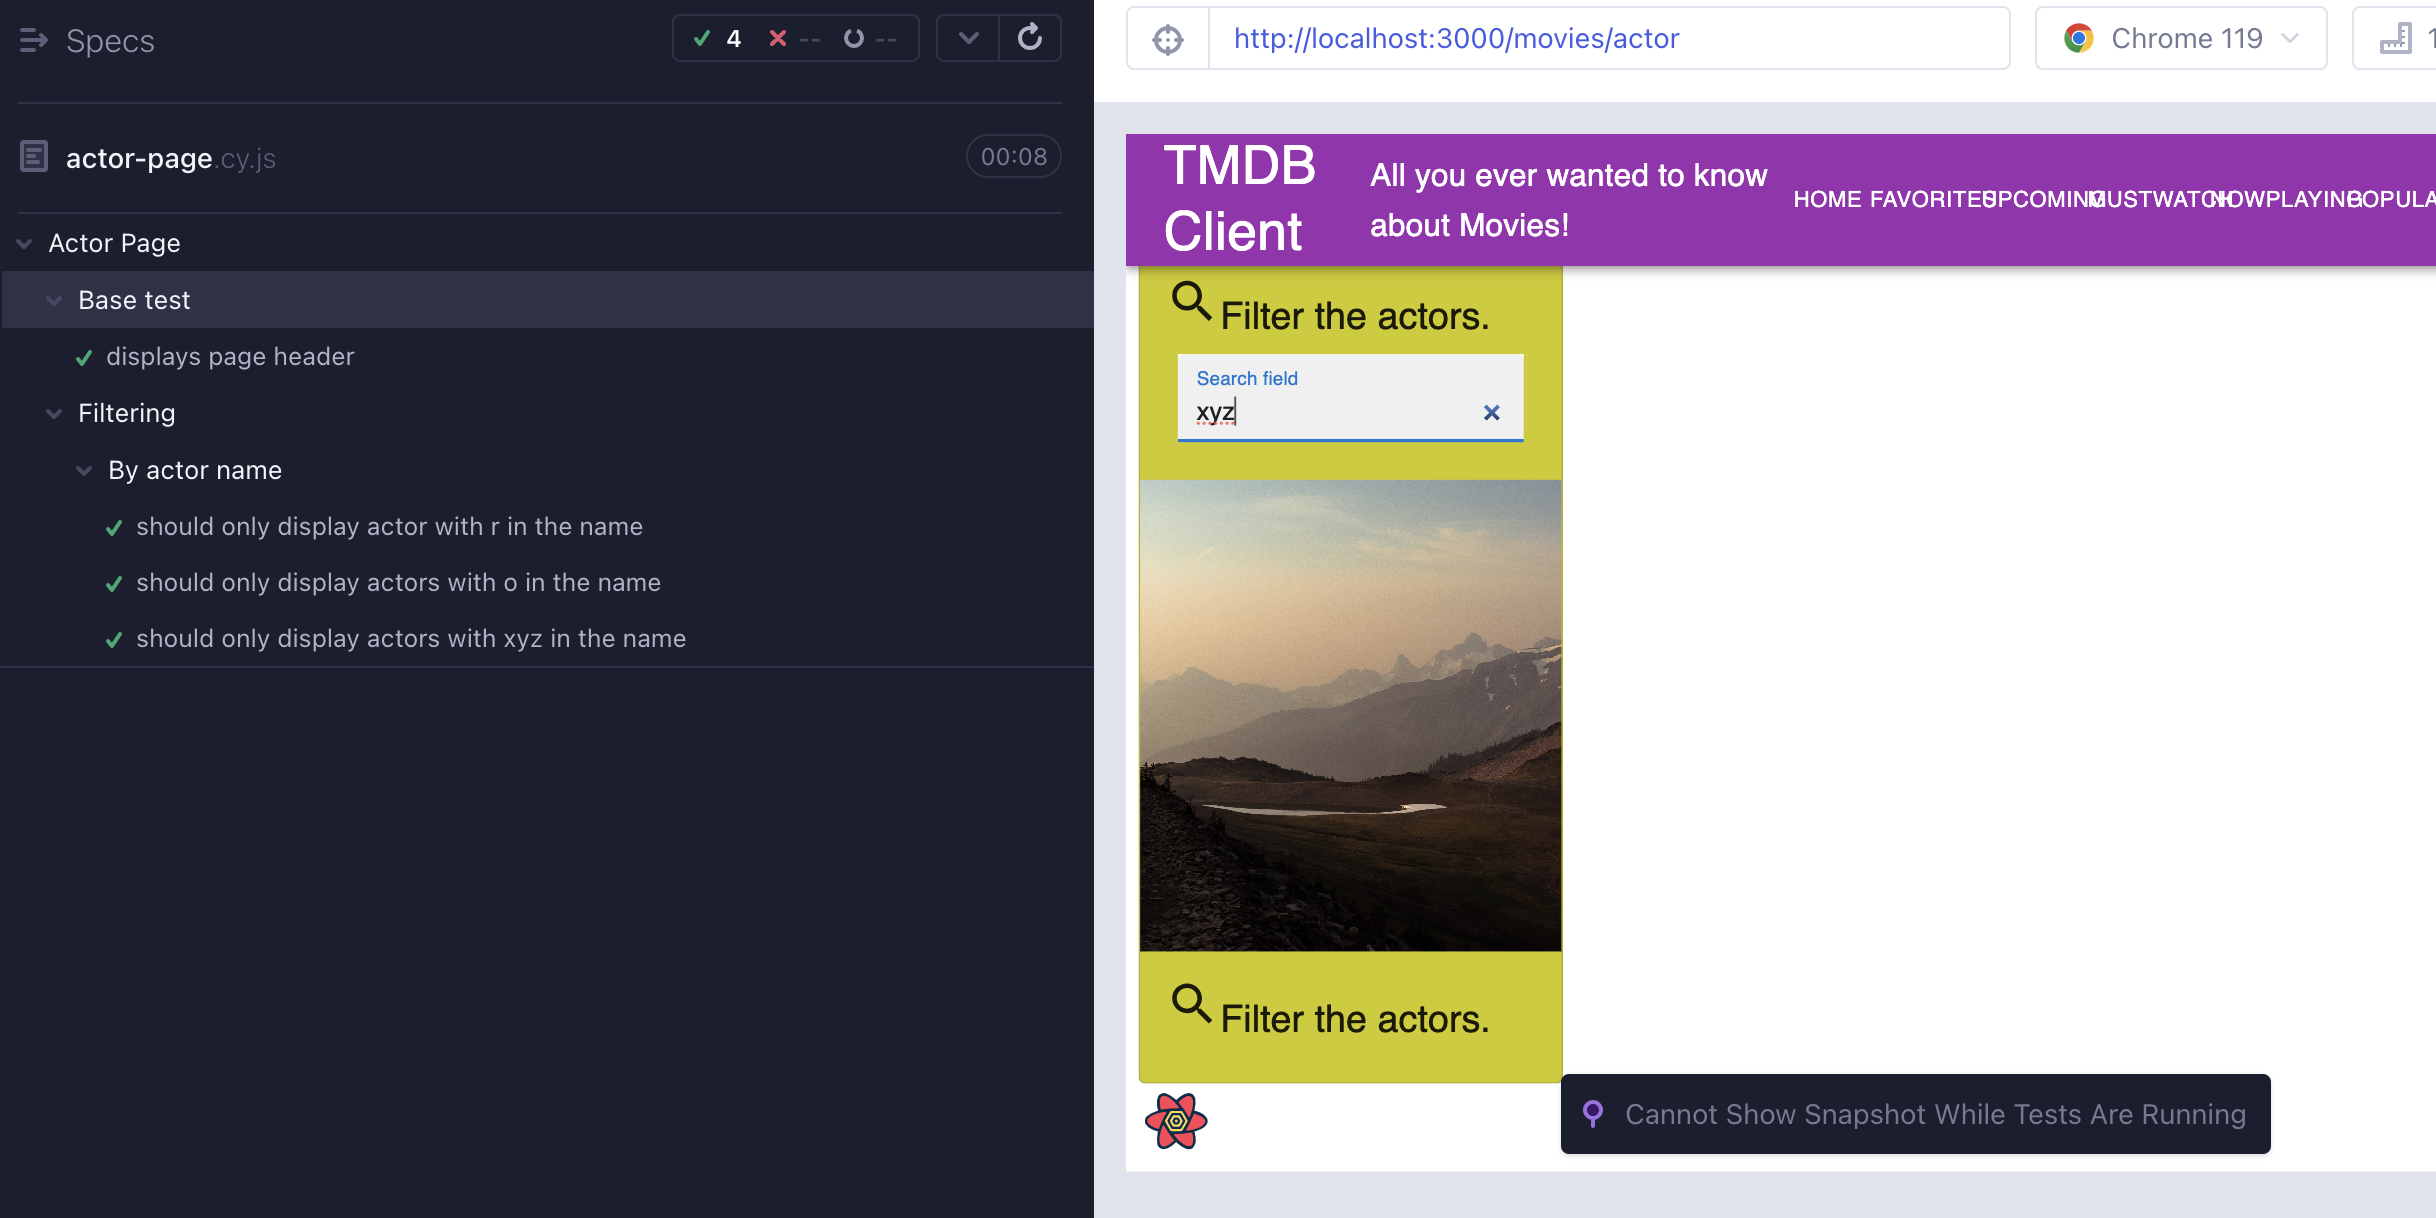 Specs
4 -- --
actor-page.cy.js
00:08
Actor Page
Base test
displays page header
Filtering
By actor name
should only display actor with r in the name
should only display actors with o in the name
should only display actors with xyz in the name
http://localhost:3000/movies/actor
Chrome 119
TMDB
Client
All you ever wanted to know
about Movies!
HOME FAVORITES UPCOMING MUSTWATCH NOWPLAYING POPULA
Filter the actors.
Search field
xyz
Filter the actors.
Cannot Show Snapshot While Tests Are Running